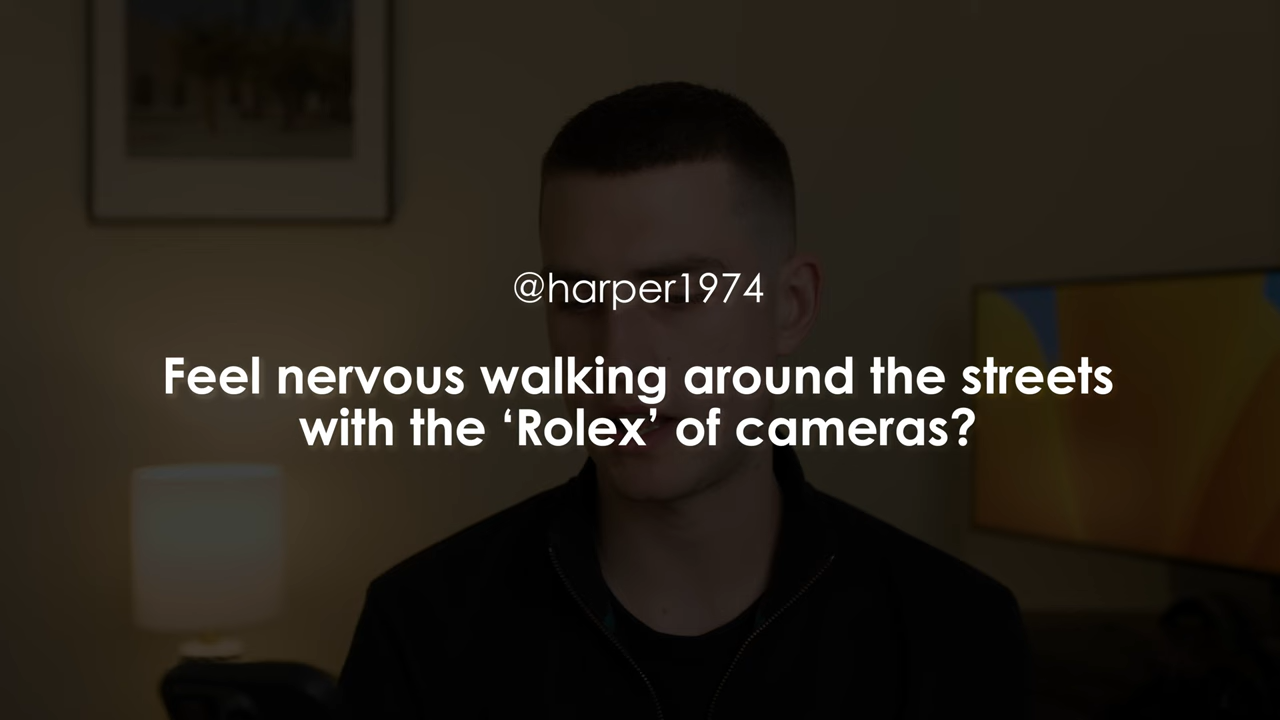 @harper1974
Feel nervous walking around the streets
with the ‘Rolex’ of cameras?